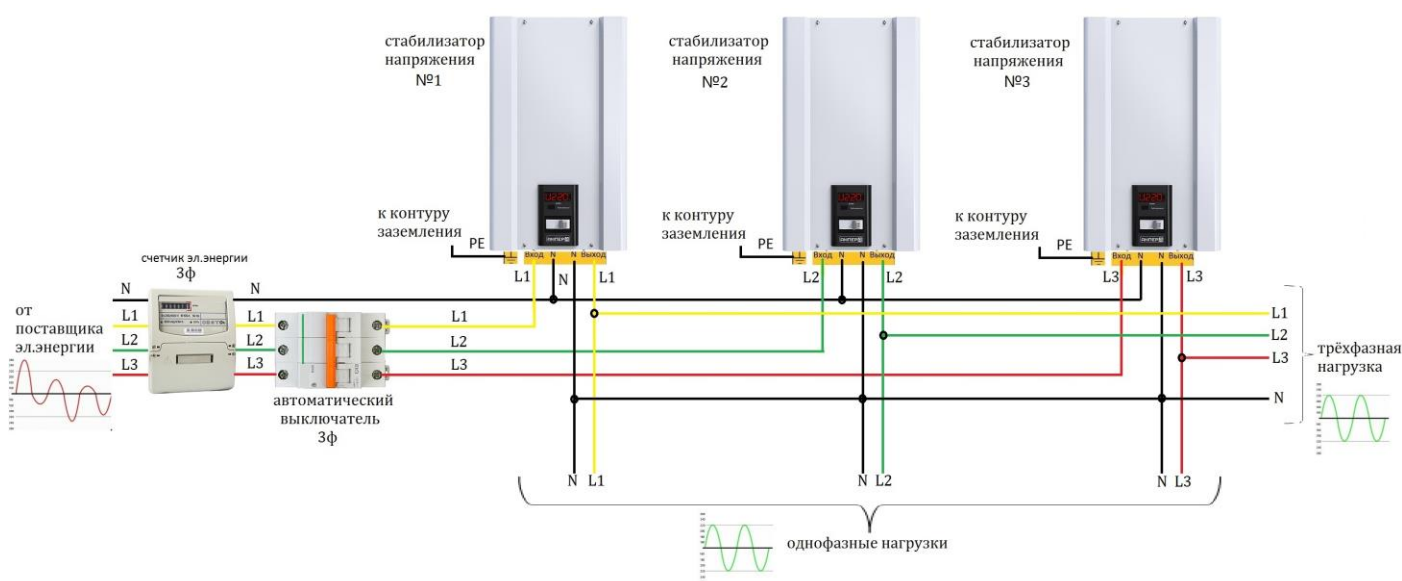 стабилизатор
напряжения
№1
стабилизатор
напряжения
№2
стабилизатор
напряжения
№3
к контуру
заземления
PE
к контуру
заземления
PE
к контуру
заземления
PE
Вход N N Выход
Вход N N Выход
Вход N N Выход
L1 N L1
L2 L2
L3 L3
счетчик эл.энергии
3ф
от
поставщика
эл.энергии
N N
L1 L1 L1
L2 L2 L2
L3 L3 L3
автоматический
выключатель
3ф
L1
L2
L3
N
трёхфазная
нагрузка
N L1
N L2
N L3
однофазные нагрузки